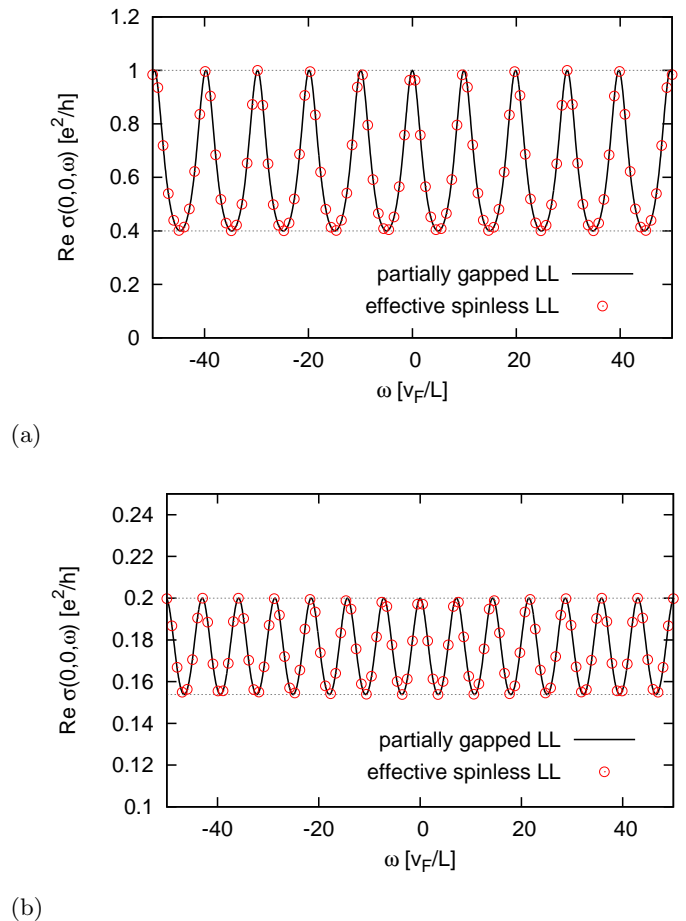 1.2
1
0.8
0.6
0.4
0.2
0
Re σ(0,0,ω) [e²/h]
partially gapped LL
effective spinless LL
-40 -20 0 20 40
ω [v_F/L]
(a)
0.24
0.22
0.20
0.18
0.16
0.14
0.12
0.1
Re σ(0,0,ω) [e²/h]
partially gapped LL
effective spinless LL
-40 -20 0 20 40
ω [v_F/L]
(b)